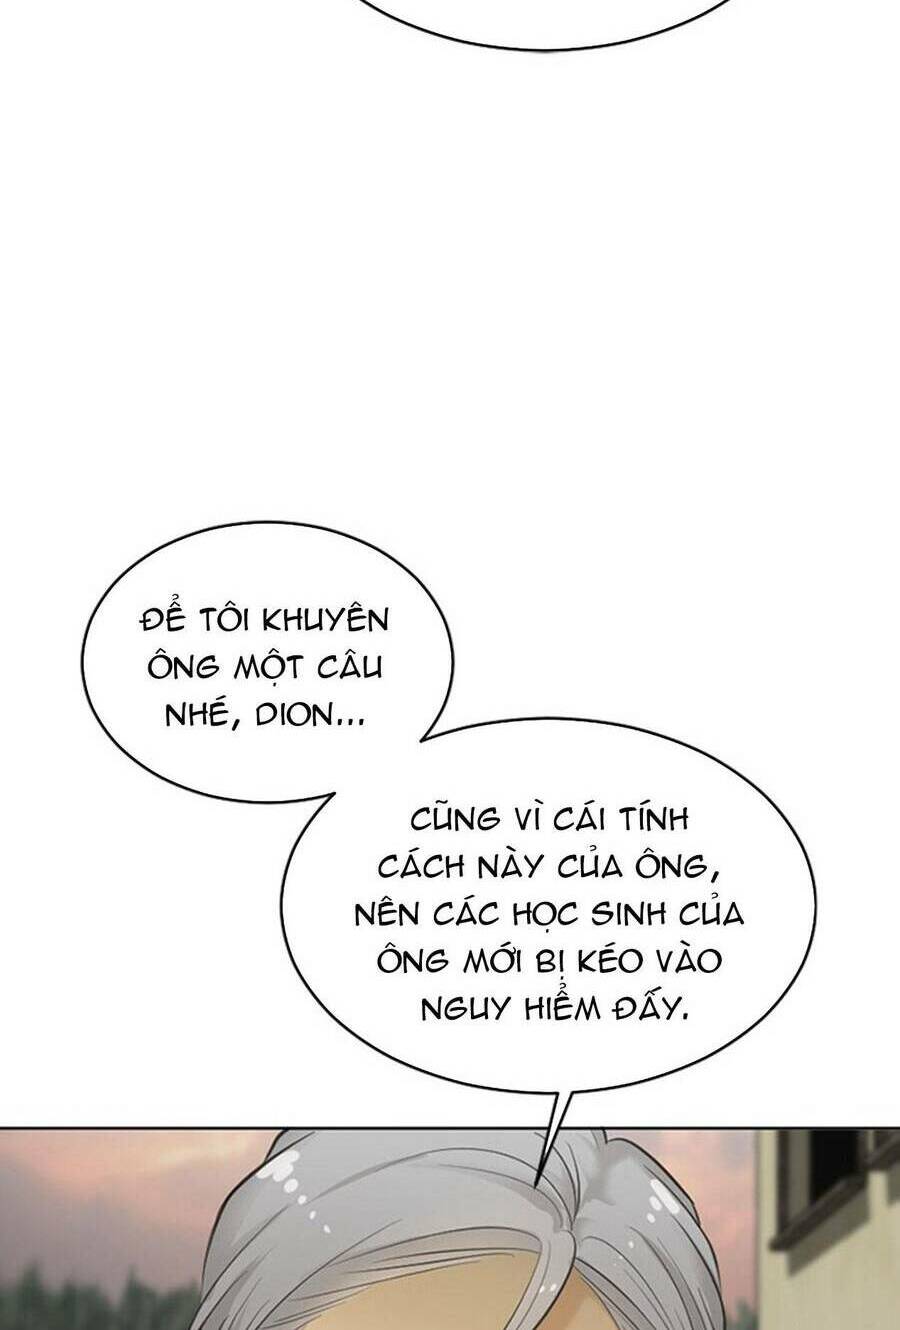 ĐỂ TÔI KHUYÊN
ÔNG MỘT CÂU
NHÉ, DION...
CŨNG VÌ CÁI TÍNH
CÁCH NÀY CỦA ÔNG,
NÊN CÁC HỌC SINH CỦA
ÔNG MỚI BỊ KÉO VÀO
NGUY HIỂM ĐẤY.